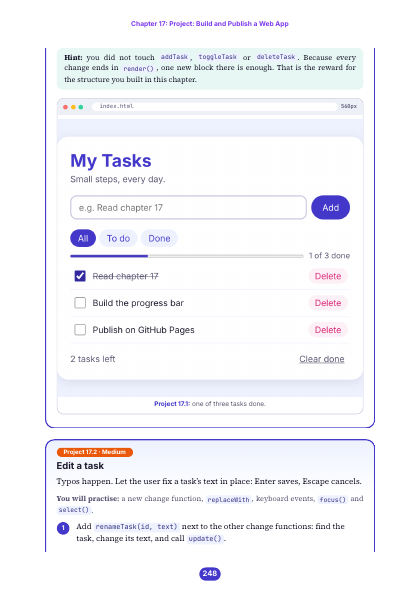 Chapter 17: Project: Build and Publish a Web App
Hint: you did not touch addTask, toggleTask or deleteTask. Because every
change ends in render(), one new block there is enough. That is the reward for
the structure you built in this chapter.
index.html 560px
My Tasks
Small steps, every day.
e.g. Read chapter 17 Add
All To do Done
1 of 3 done
Read chapter 17 Delete
Build the progress bar Delete
Publish on GitHub Pages Delete
2 tasks left Clear done
Project 17.1: one of three tasks done.
Project 17.2 · Medium
Edit a task
Typos happen. Let the user fix a task's text in place: Enter saves, Escape cancels.
You will practise: a new change function, replaceWith, keyboard events, focus() and
select().
1 Add renameTask(id, text) next to the other change functions: find the
task, change its text, and call update().
248